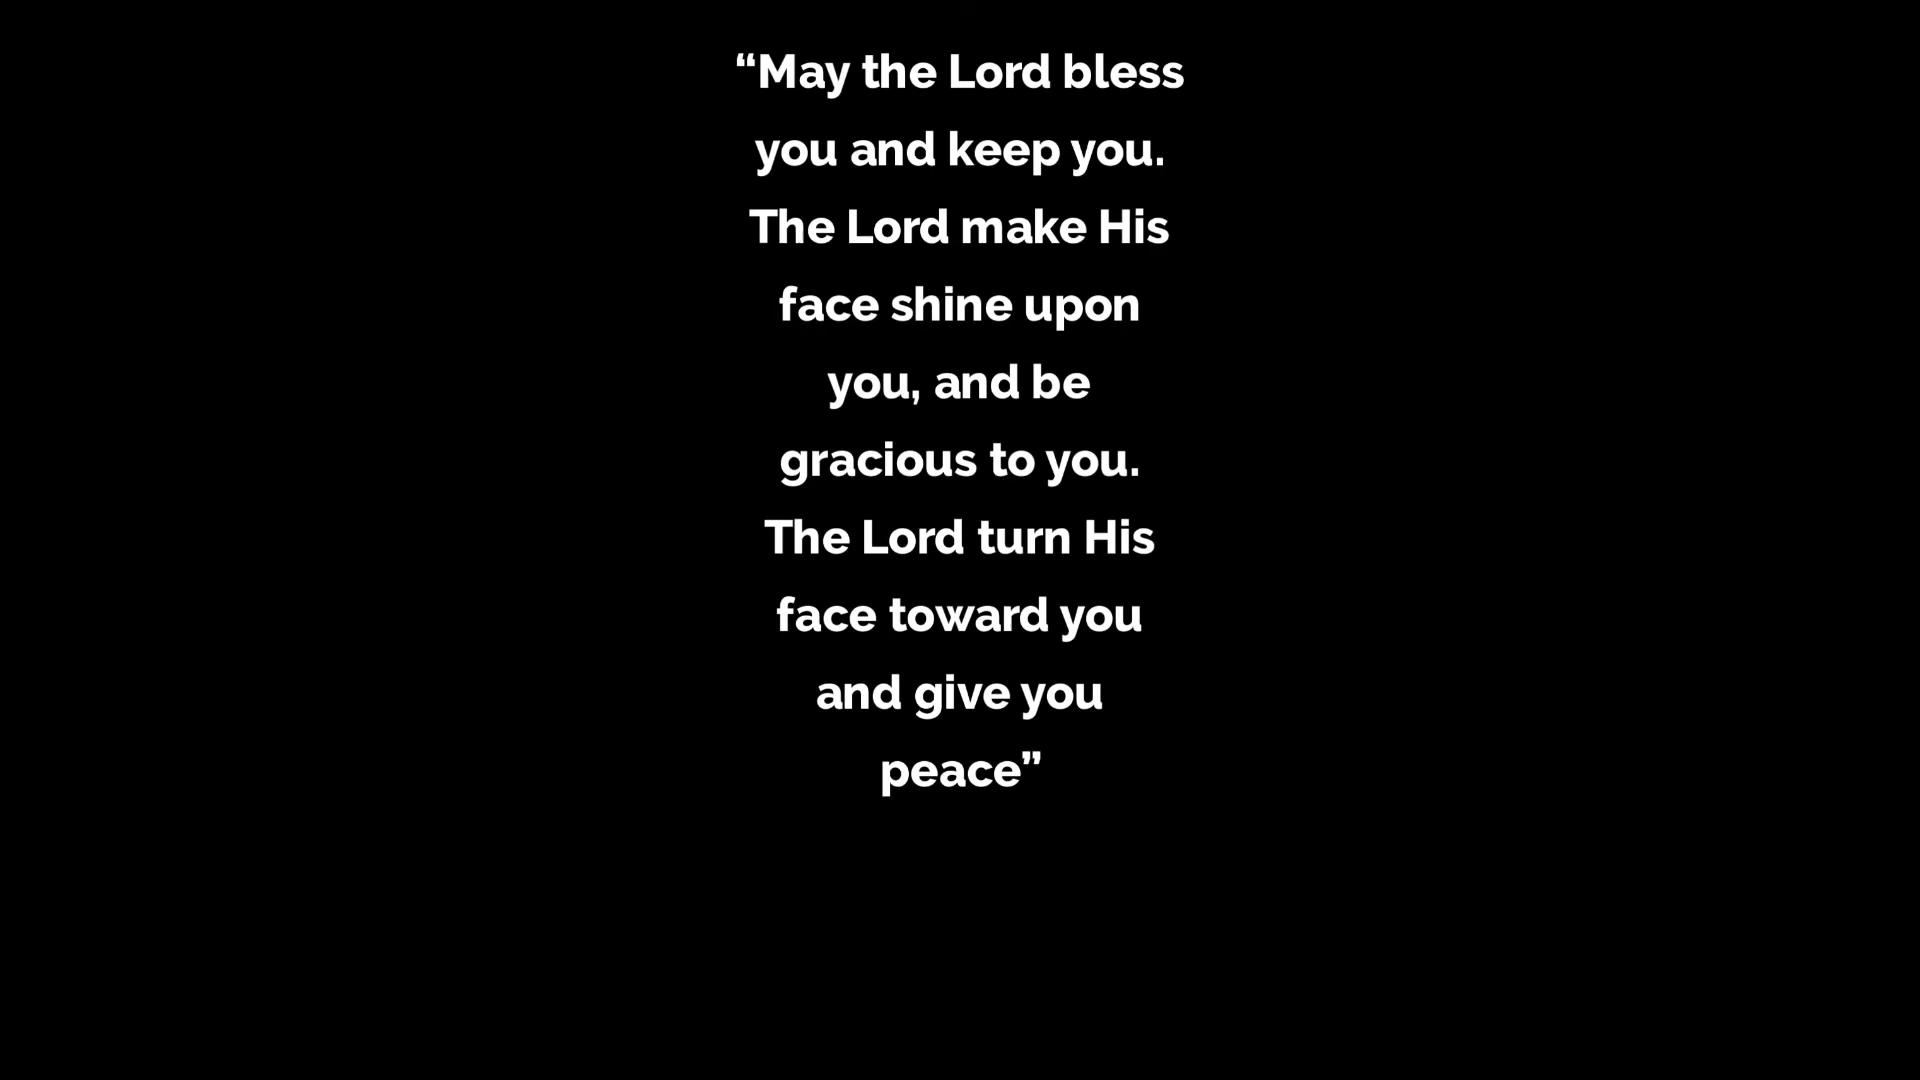 “May the Lord bless
you and keep you.
The Lord make His
face shine upon
you, and be
gracious to you.
The Lord turn His
face toward you
and give you
peace”